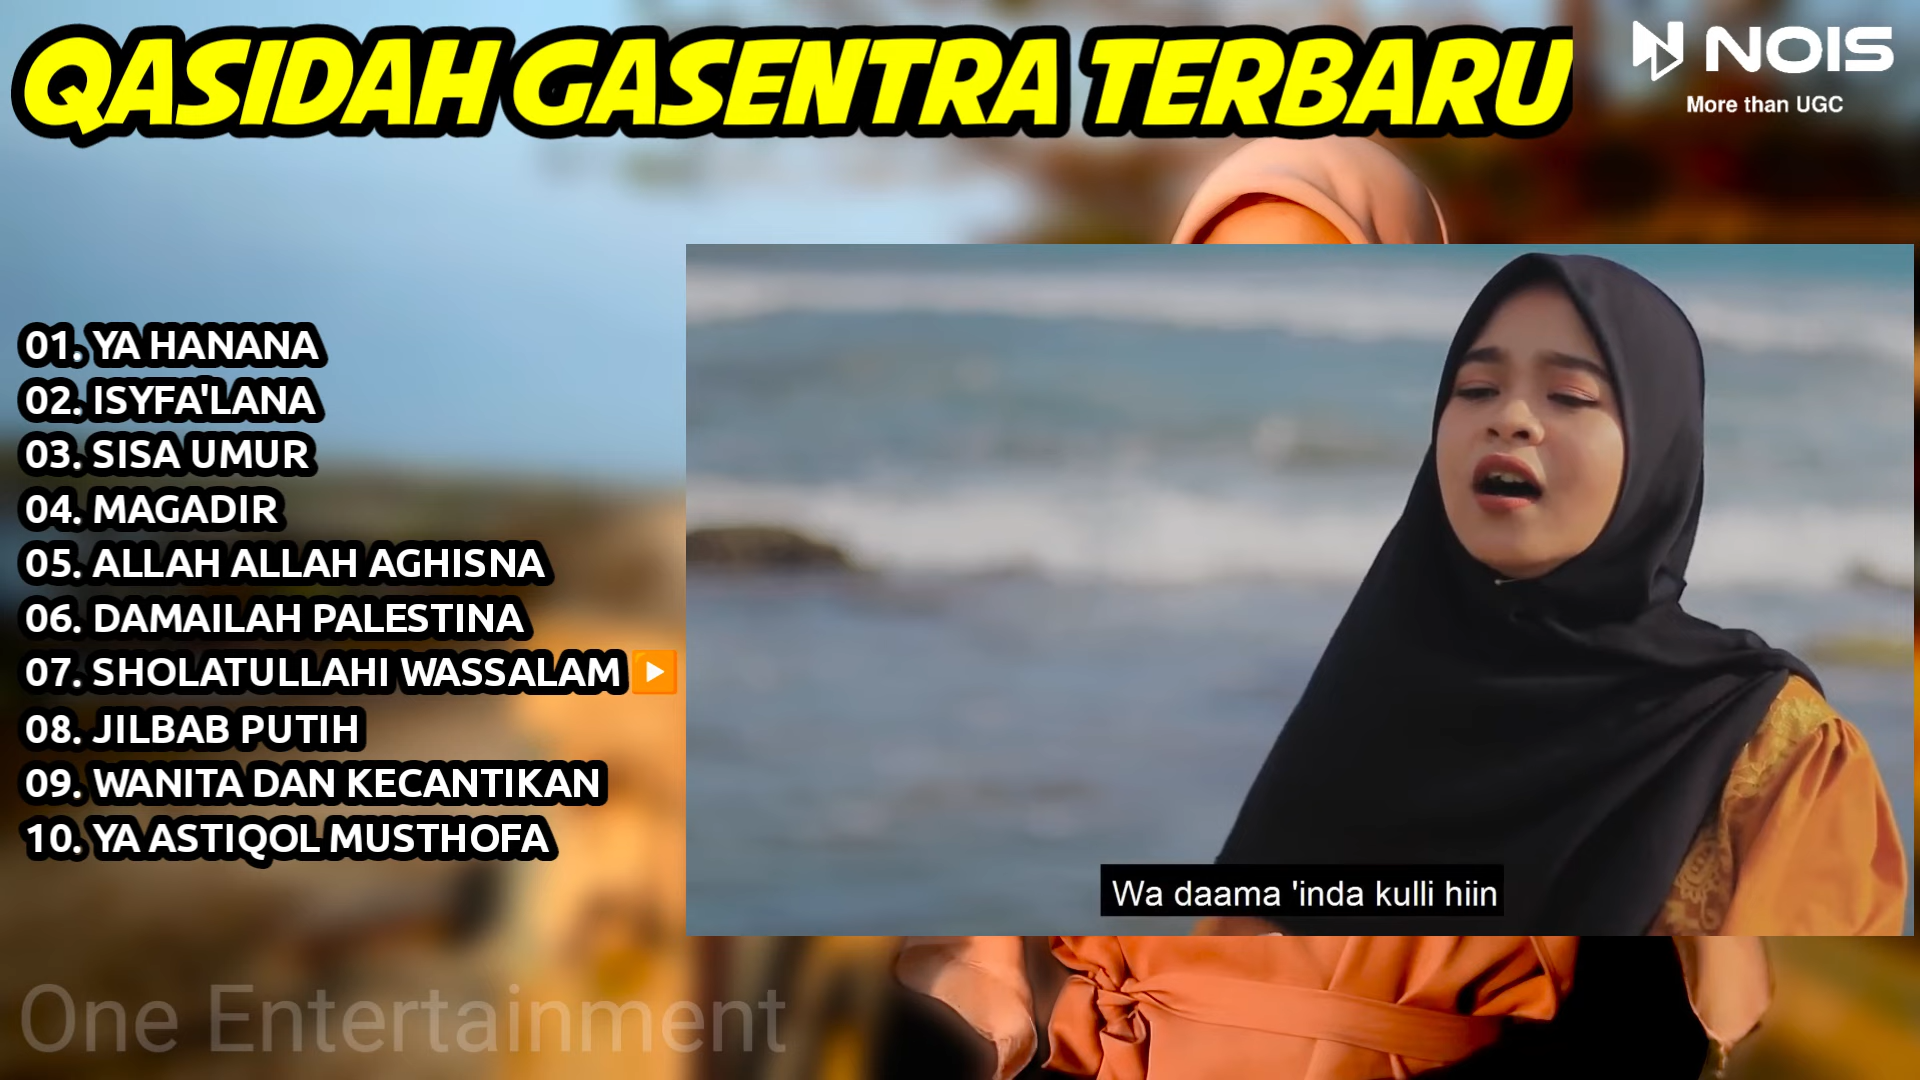 QASIDAH GASENTRA TERBARU
NOIS
More than UGC
01. YA HANANA
02. ISYFA'LANA
03. SISA UMUR
04. MAGADIR
05. ALLAH ALLAH AGHISNA
06. DAMAILAH PALESTINA
07. SHOLATULLAHI WASSALAM
08. JILBAB PUTIH
09. WANITA DAN KECANTIKAN
10. YA ASTIQOL MUSTHOFA
Wa daama 'inda kulli hiin
One Entertainment